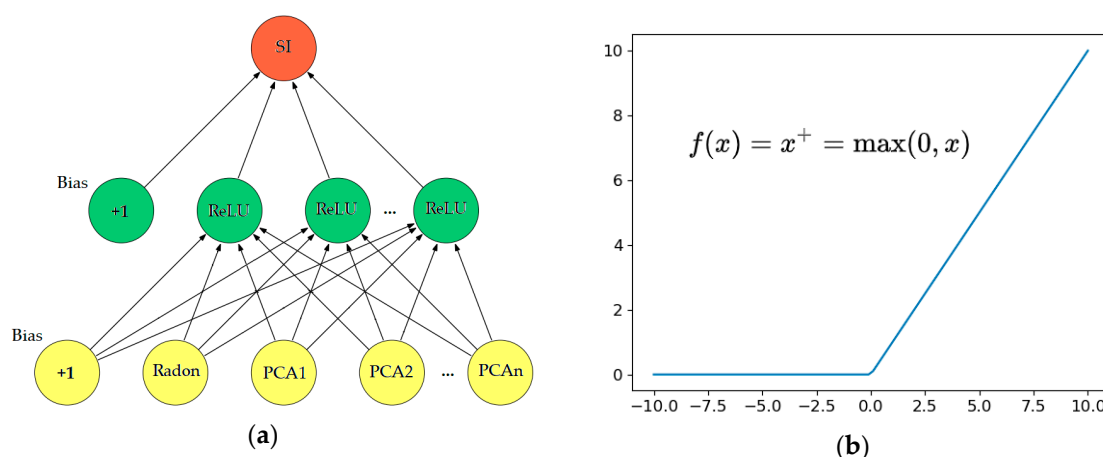 SI
Bias
+1 ReLU ReLU ... ReLU
Bias
+1 Radon PCA1 PCA2 ... PCAn
(a)
10
8
f(x) = x⁺ = max(0, x)
6
4
2
0
−10.0 −7.5 −5.0 −2.5 0.0 2.5 5.0 7.5 10.0
(b)